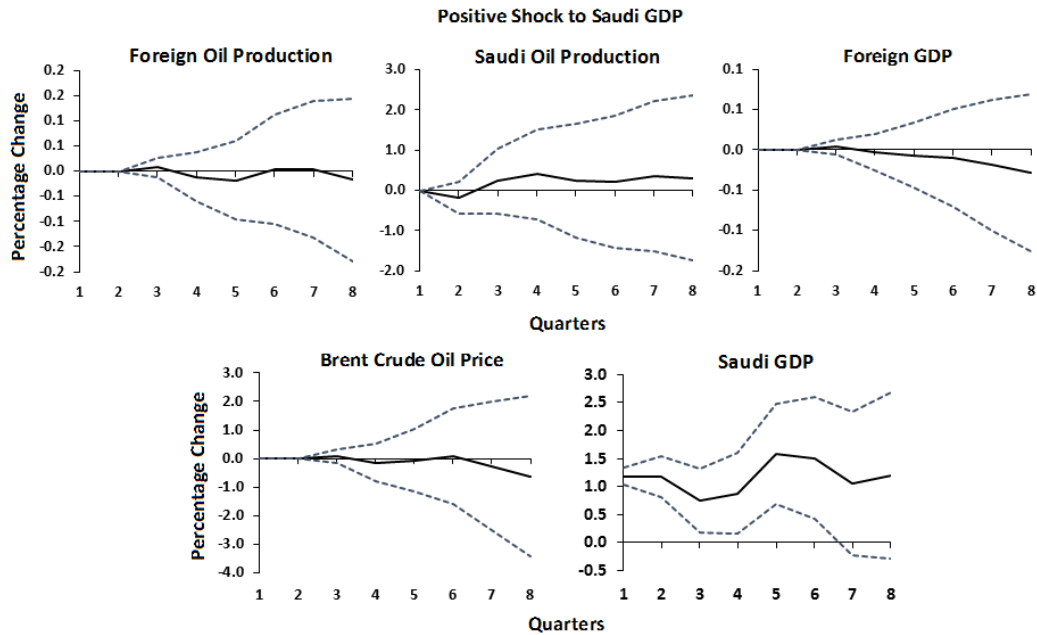 Positive Shock to Saudi GDP
Foreign Oil Production
Saudi Oil Production
Foreign GDP
Percentage Change
0.2
0.2
0.1
0.1
0.0
-0.1
-0.1
-0.2
-0.2
1 2 3 4 5 6 7 8
3.0
2.0
1.0
0.0
-1.0
-2.0
1 2 3 4 5 6 7 8
0.1
0.1
0.0
-0.1
-0.1
-0.2
1 2 3 4 5 6 7 8
Quarters
Brent Crude Oil Price
Saudi GDP
Percentage Change
3.0
2.0
1.0
0.0
-1.0
-2.0
-3.0
-4.0
1 2 3 4 5 6 7 8
3.0
2.5
2.0
1.5
1.0
0.5
0.0
-0.5
1 2 3 4 5 6 7 8
Quarters